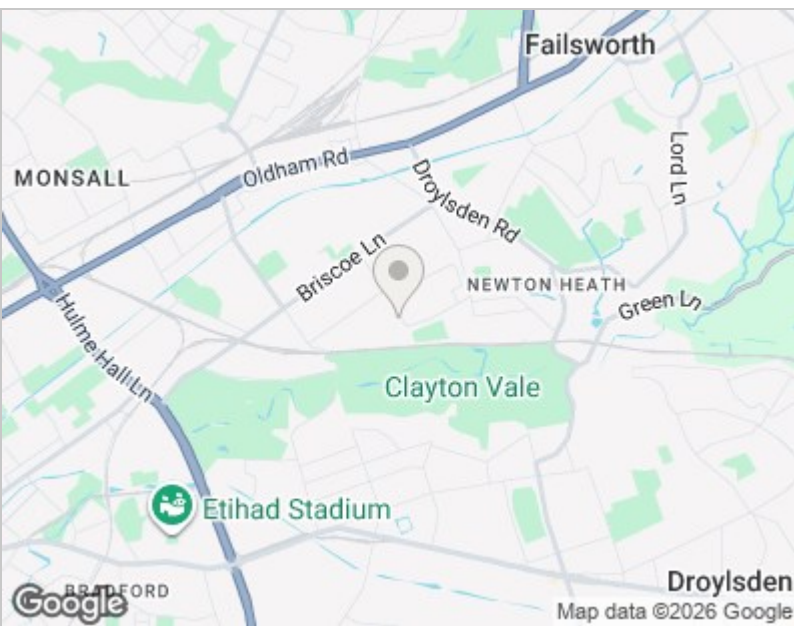 Failsworth
Oldham Rd
MONSALL
Droylsden Rd
Lord Ln
Briscoe Ln
NEWTON HEATH
Green Ln
Hulme Hall Ln
Clayton Vale
Etihad Stadium
Droylsden
BRADFORD
Google
Map data ©2026 Google